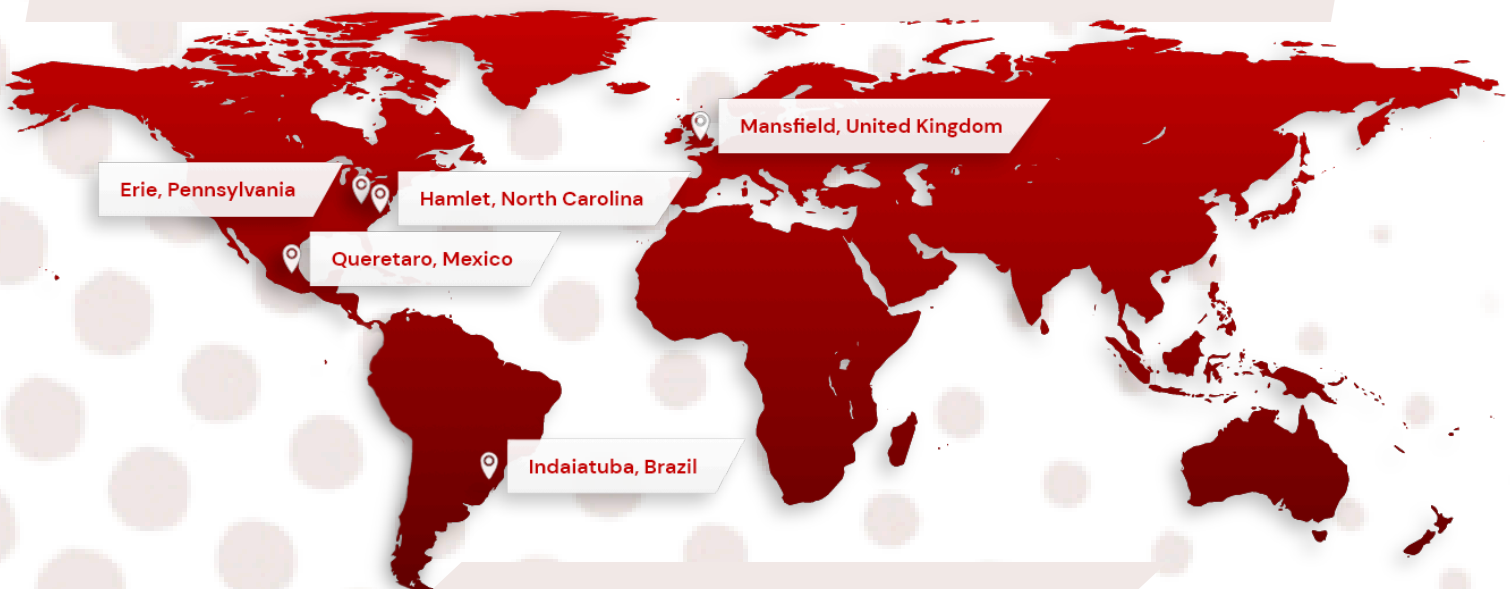 Mansfield, United Kingdom
Erie, Pennsylvania
Hamlet, North Carolina
Queretaro, Mexico
Indaiatuba, Brazil